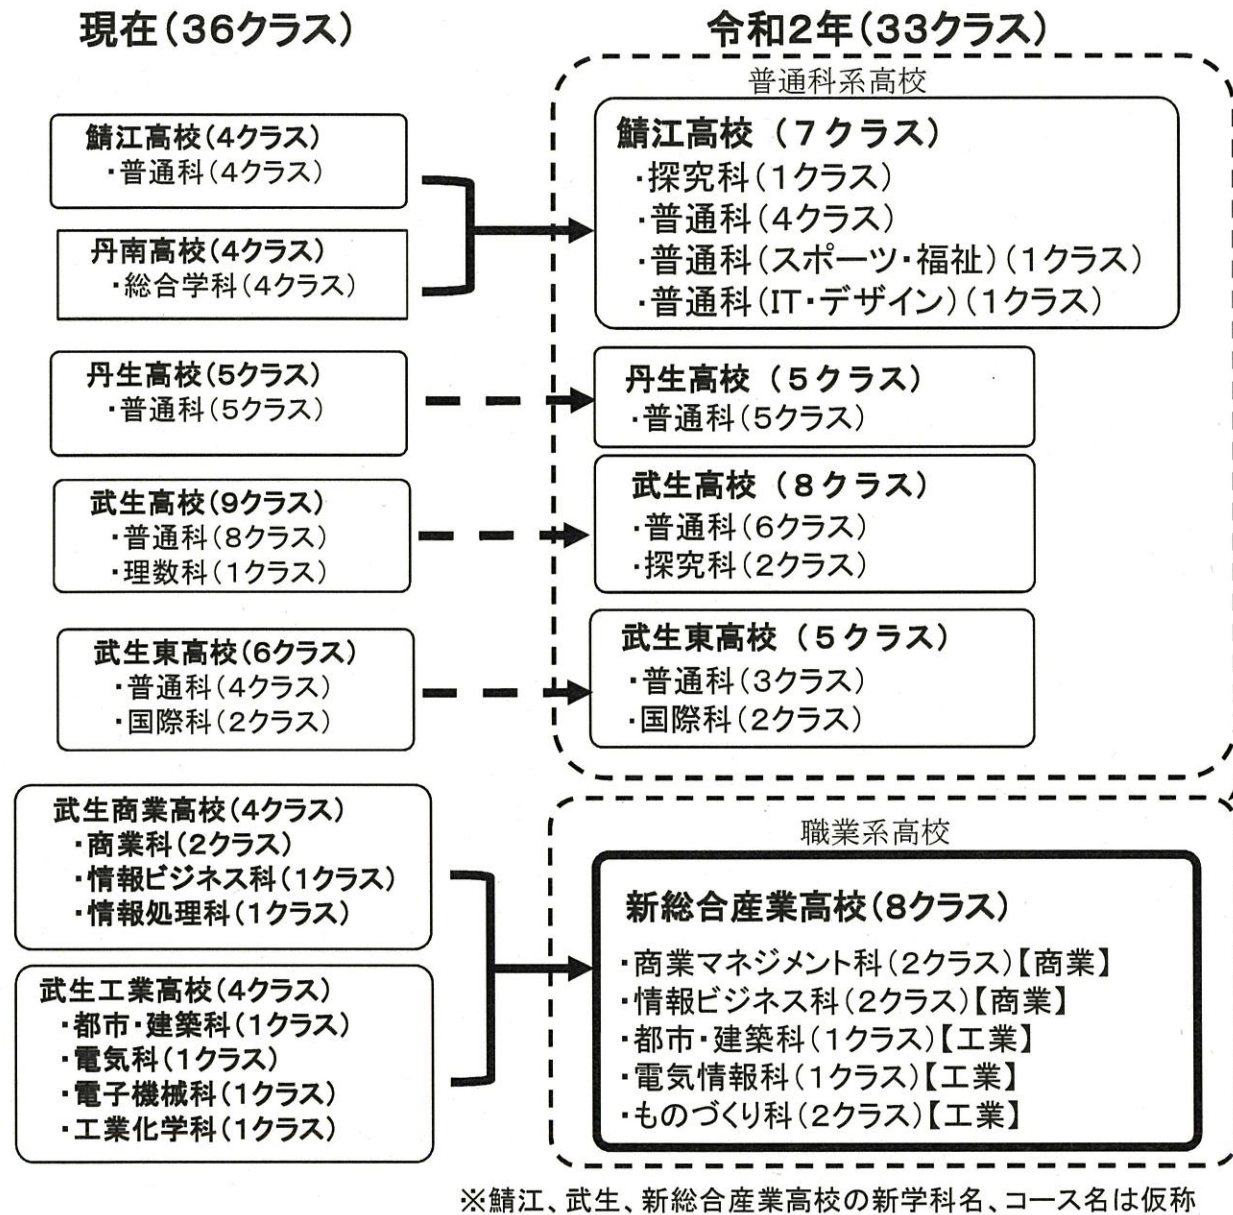 現在(36クラス)
鯖江高校(4クラス)
・普通科(4クラス)
丹南高校(4クラス)
・総合学科(4クラス)
丹生高校(5クラス)
・普通科(5クラス)
武生高校(9クラス)
・普通科(8クラス)
・理数科(1クラス)
武生東高校(6クラス)
・普通科(4クラス)
・国際科(2クラス)
武生商業高校(4クラス)
・商業科(2クラス)
・情報ビジネス科(1クラス)
・情報処理科(1クラス)
武生工業高校(4クラス)
・都市・建築科(1クラス)
・電気科(1クラス)
・電子機械科(1クラス)
・工業化学科(1クラス)
令和2年(33クラス)
普通科系高校
鯖江高校(7クラス)
・探究科(1クラス)
・普通科(4クラス)
・普通科(スポーツ・福祉)(1クラス)
・普通科(IT・デザイン)(1クラス)
丹生高校(5クラス)
・普通科(5クラス)
武生高校(8クラス)
・普通科(6クラス)
・探究科(2クラス)
武生東高校(5クラス)
・普通科(3クラス)
・国際科(2クラス)
職業系高校
新総合産業高校(8クラス)
・商業マネジメント科(2クラス)【商業】
・情報ビジネス科(2クラス)【商業】
・都市・建築科(1クラス)【工業】
・電気情報科(1クラス)【工業】
・ものづくり科(2クラス)【工業】
※鯖江、武生、新総合産業高校の新学科名、コース名は仮称